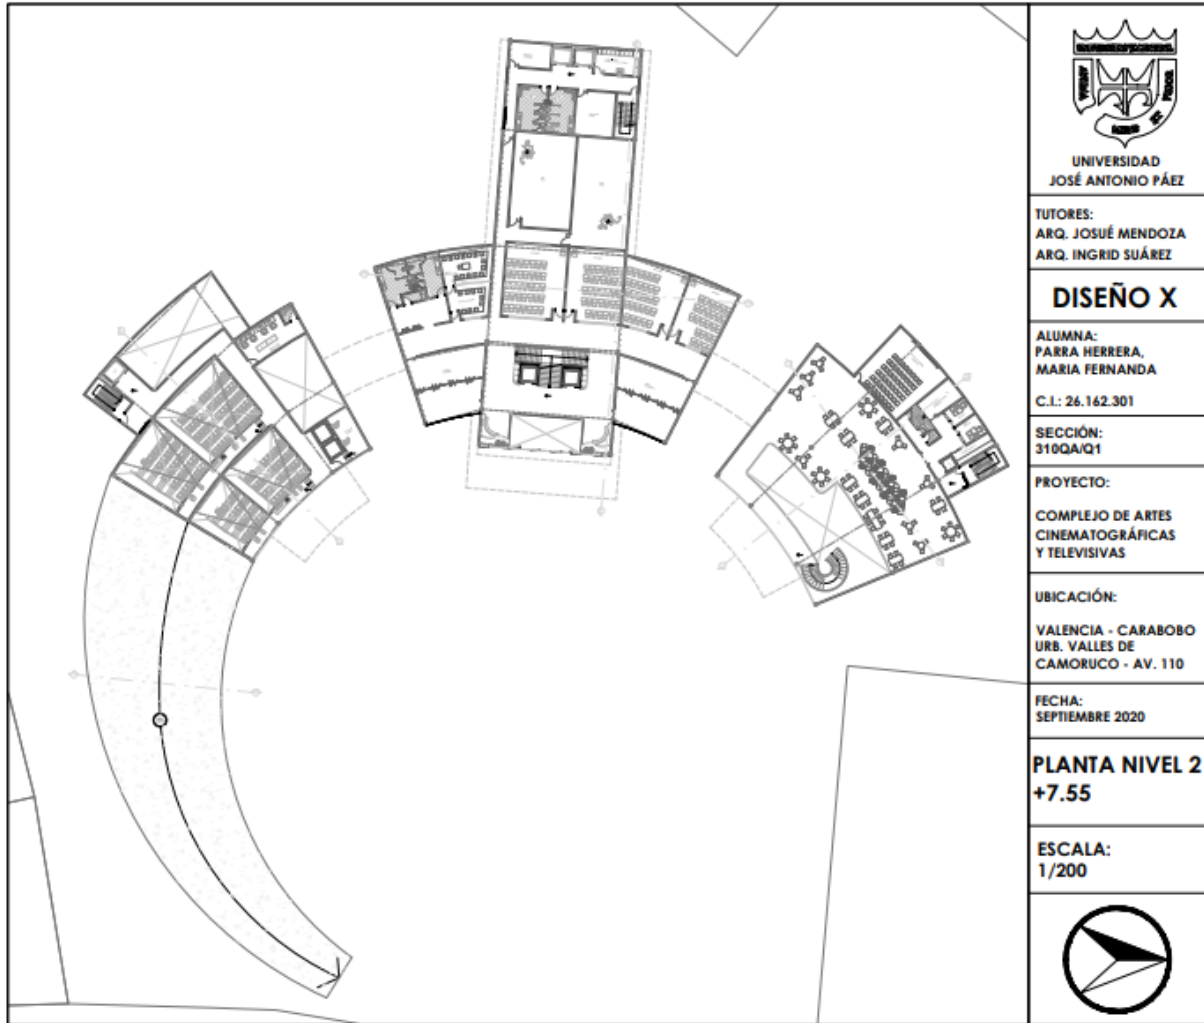 UNIVERSIDAD
JOSÉ ANTONIO PÁEZ
TUTORES:
ARQ. JOSUÉ MENDOZA
ARQ. INGRID SUÁREZ
DISEÑO X
ALUMNA:
PARRA HERRERA,
MARIA FERNANDA
C.I.: 26.162.301
SECCIÓN:
310QA/Q1
PROYECTO:
COMPLEJO DE ARTES
CINEMATOGRÁFICAS
Y TELEVISIVAS
UBICACIÓN:
VALENCIA - CARABOBO
URB. VALLES DE
CAMORUCO - AV. 110
FECHA:
SEPTIEMBRE 2020
PLANTA NIVEL 2
+7.55
ESCALA:
1/200